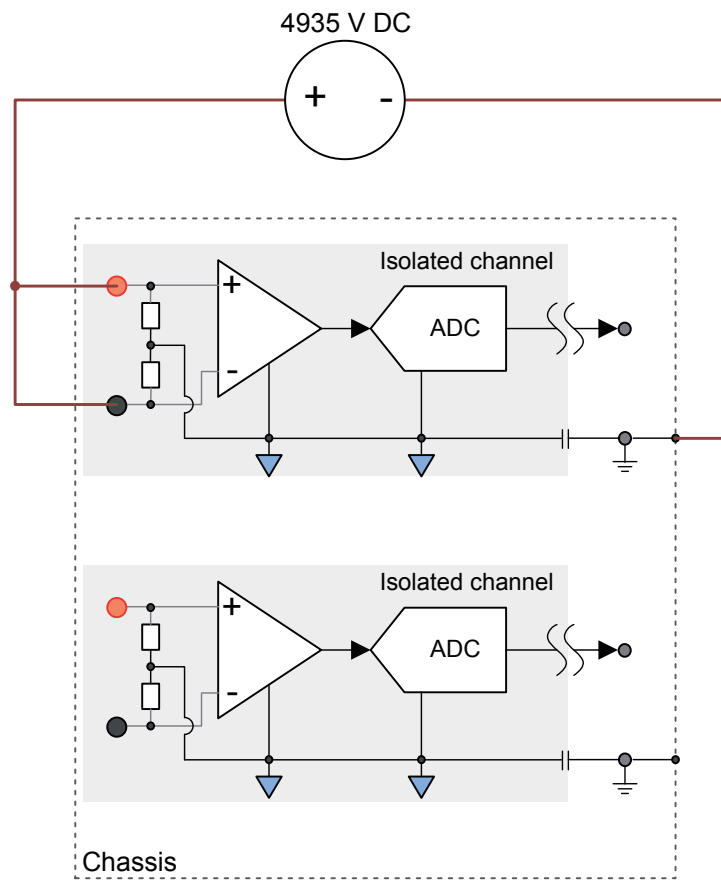 4935 V DC
+ -
Isolated channel
+
ADC
-
Isolated channel
+
ADC
-
Chassis